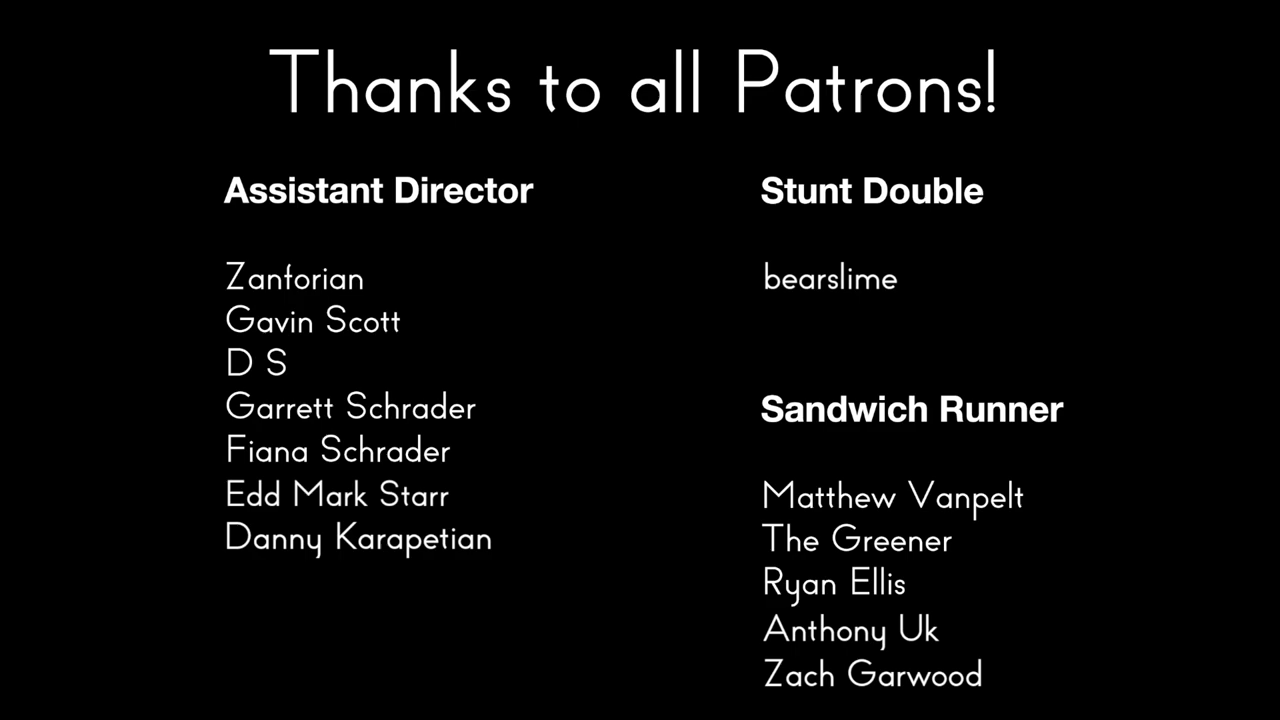 Thanks to all Patrons!
Assistant Director
Zanforian
Gavin Scott
D S
Garrett Schrader
Fiana Schrader
Edd Mark Starr
Danny Karapetian
Stunt Double
bearslime
Sandwich Runner
Matthew Vanpelt
The Greener
Ryan Ellis
Anthony Uk
Zach Garwood